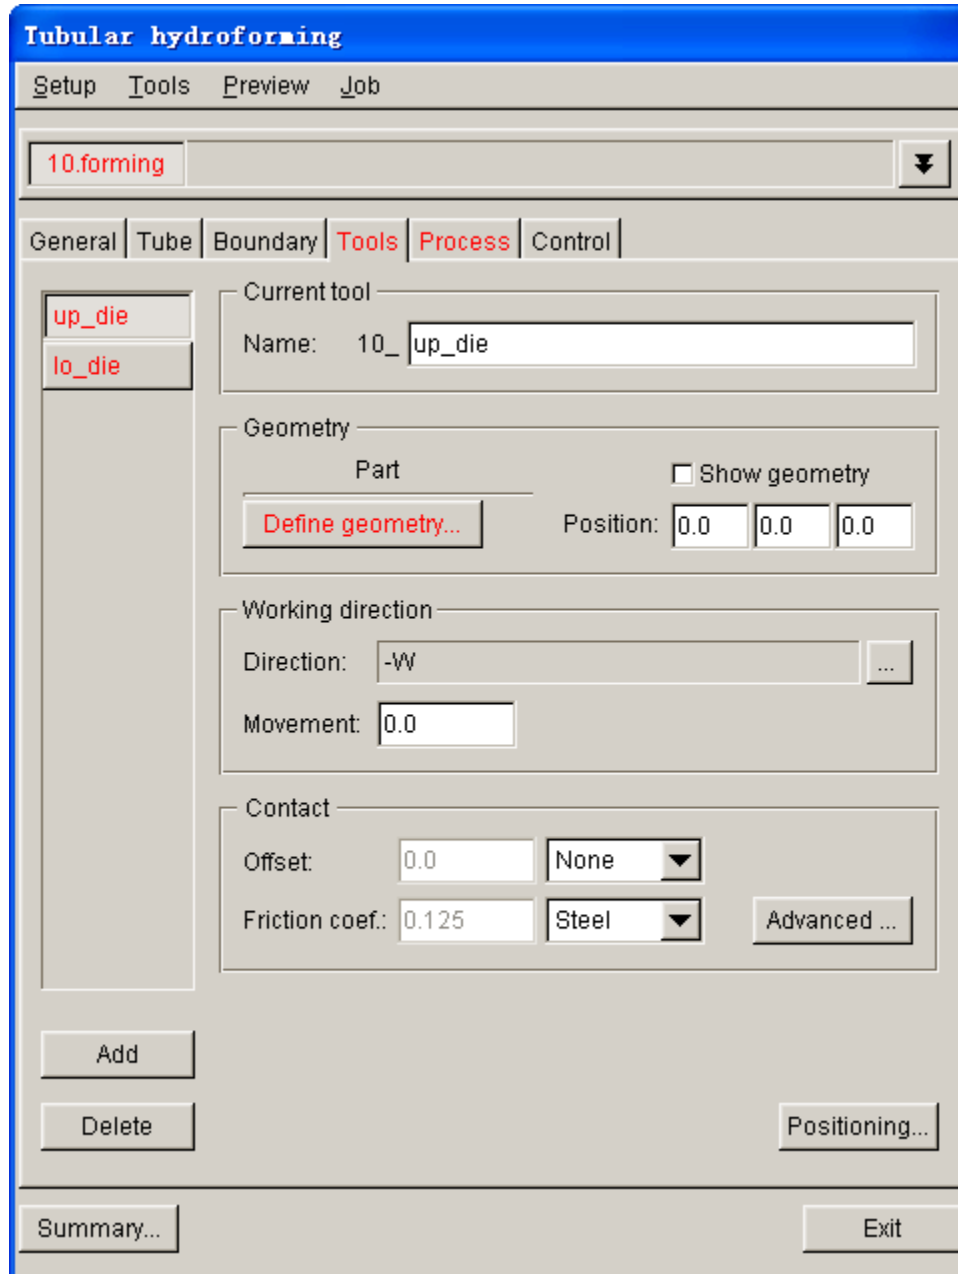 Tubular hydroforming
Setup Tools Preview Job
10.forming
General Tube Boundary Tools Process Control
up_die
lo_die
Current tool
Name: 10_ up_die
Geometry
Part
Show geometry
Define geometry... Position: 0.0 0.0 0.0
Working direction
Direction: -W ...
Movement: 0.0
Contact
Offset: 0.0 None
Friction coef.: 0.125 Steel Advanced ...
Add
Delete
Positioning...
Summary... Exit